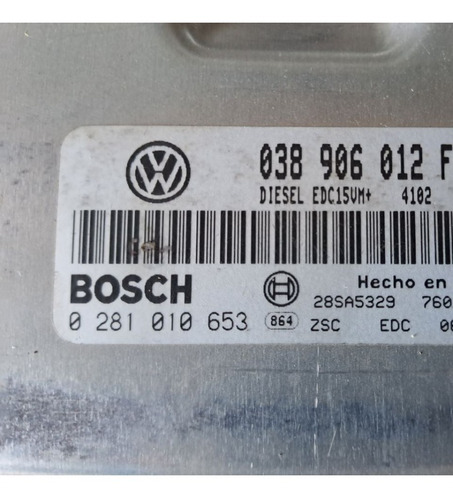 038 906 012 F
DIESEL EDC15VM+ 4102
BOSCH
Hecho en
28SA5329 760
0 281 010 653 864 ZSC EDC